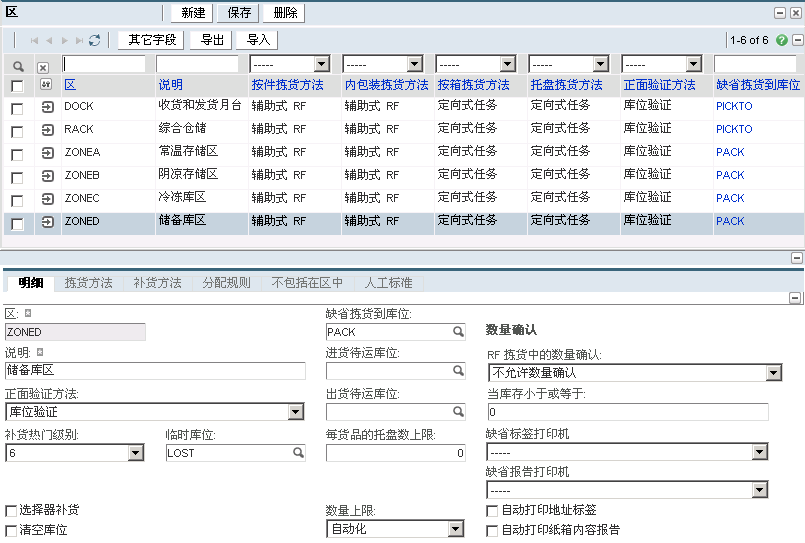 区 新建 保存 删除
其它字段 导出 导入 1-6 of 6
----- ----- ----- ----- -----
区 说明 按件拣货方法 内包装拣货方法 按箱拣货方法 托盘拣货方法 正面验证方法 缺省拣货到库位
DOCK 收货和发货月台 辅助式 RF 辅助式 RF 定向式任务 定向式任务 库位验证 PICKTO
RACK 综合仓储 辅助式 RF 辅助式 RF 定向式任务 定向式任务 库位验证 PICKTO
ZONEA 常温存储区 辅助式 RF 辅助式 RF 定向式任务 定向式任务 库位验证 PACK
ZONEB 阴凉存储区 辅助式 RF 辅助式 RF 定向式任务 定向式任务 库位验证 PACK
ZONEC 冷冻库区 辅助式 RF 辅助式 RF 定向式任务 定向式任务 库位验证 PACK
ZONED 储备库区 辅助式 RF 辅助式 RF 定向式任务 定向式任务 库位验证 PACK
明细 拣货方法 补货方法 分配规则 不包括在区中 人工标准
区: 缺省拣货到库位:
ZONED PACK 数量确认
说明: 进货待运库位: RF 拣货中的数量确认:
储备库区 不允许数量确认
正面验证方法: 出货待运库位: 当库存小于或等于:
库位验证 0
补货热门级别: 临时库位: 每货品的托盘数上限: 缺省标签打印机
6 LOST 0 -----
缺省报告打印机
-----
选择器补货 数量上限: 自动打印地址标签
清空库位 自动化 自动打印纸箱内容报告